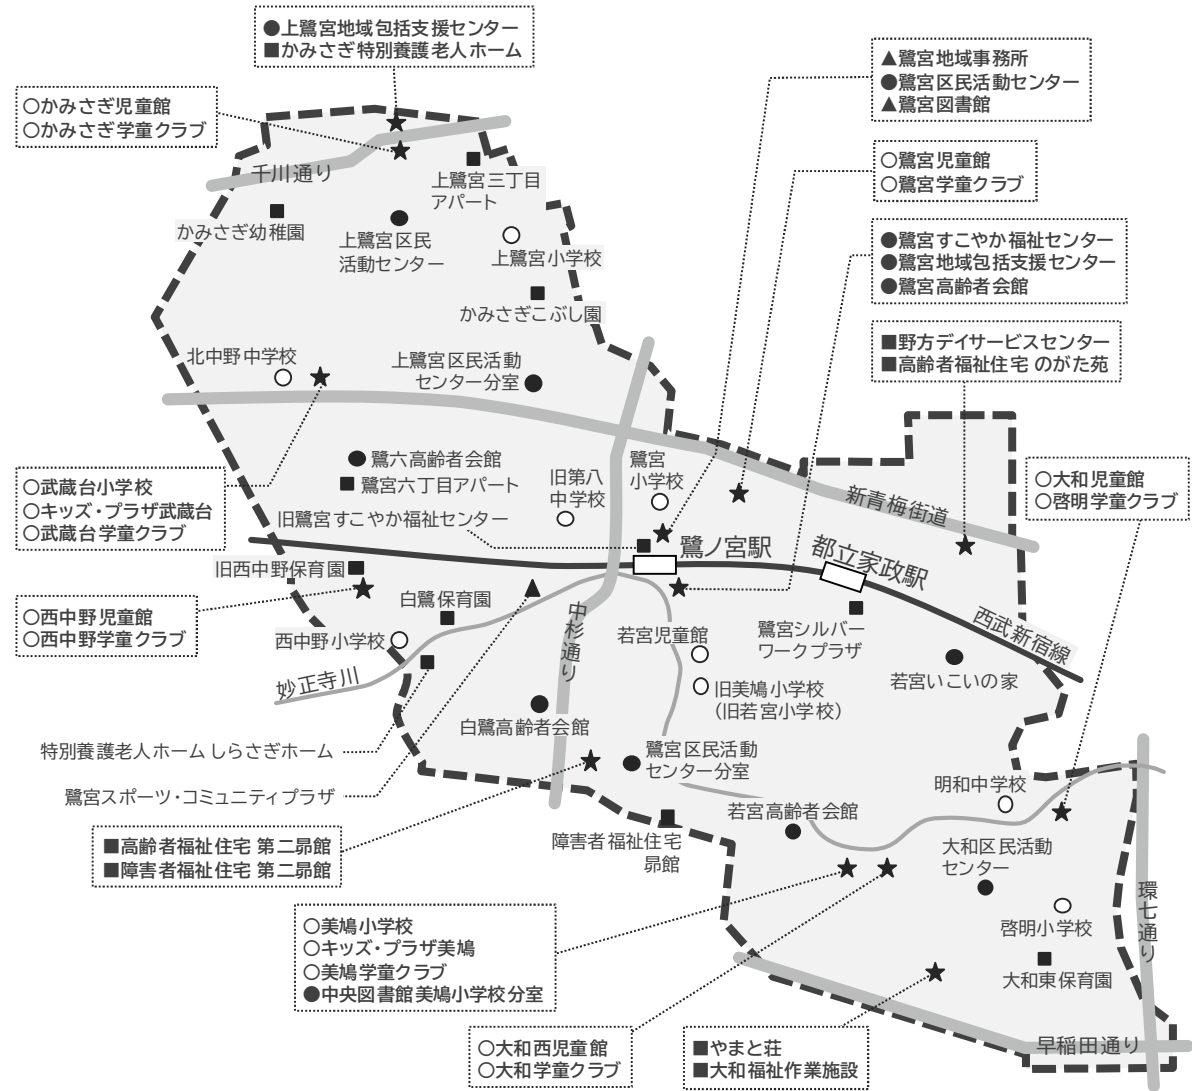 ●上鷺宮地域包括支援センター
■かみさぎ特別養護老人ホーム
○かみさぎ児童館
○かみさぎ学童クラブ
▲鷺宮地域事務所
●鷺宮区民活動センター
▲鷺宮図書館
○鷺宮児童館
○鷺宮学童クラブ
●鷺宮すこやか福祉センター
●鷺宮地域包括支援センター
●鷺宮高齢者会館
■野方デイサービスセンター
■高齢者福祉住宅 のがた苑
千川通り
上鷺宮三丁目
アパート
かみさぎ幼稚園
上鷺宮区民
活動センター
上鷺宮小学校
かみさぎこぶし園
北中野中学校
上鷺宮区民活動
センター分室
○武蔵台小学校
○キッズ・プラザ武蔵台
○武蔵台学童クラブ
鷺六高齢者会館
鷺宮六丁目アパート
旧第八
中学校
鷺宮
小学校
新青梅街道
○大和児童館
○啓明学童クラブ
旧鷺宮すこやか福祉センター
鷺ノ宮駅
都立家政駅
旧西中野保育園
○西中野児童館
○西中野学童クラブ
白鷺保育園
西中野小学校
妙正寺川
中杉通り
若宮児童館
鷺宮シルバー
ワークプラザ
西武新宿線
若宮いこいの家
旧美鳩小学校
(旧若宮小学校)
白鷺高齢者会館
特別養護老人ホーム しらさぎホーム
鷺宮区民活動
センター分室
鷺宮スポーツ・コミュニティプラザ
明和中学校
若宮高齢者会館
■高齢者福祉住宅 第二昴館
■障害者福祉住宅 第二昴館
障害者福祉住宅
昴館
大和区民活動
センター
環七通り
○美鳩小学校
○キッズ・プラザ美鳩
○美鳩学童クラブ
●中央図書館美鳩小学校分室
啓明小学校
大和東保育園
○大和西児童館
○大和学童クラブ
■やまと荘
■大和福祉作業施設
早稲田通り